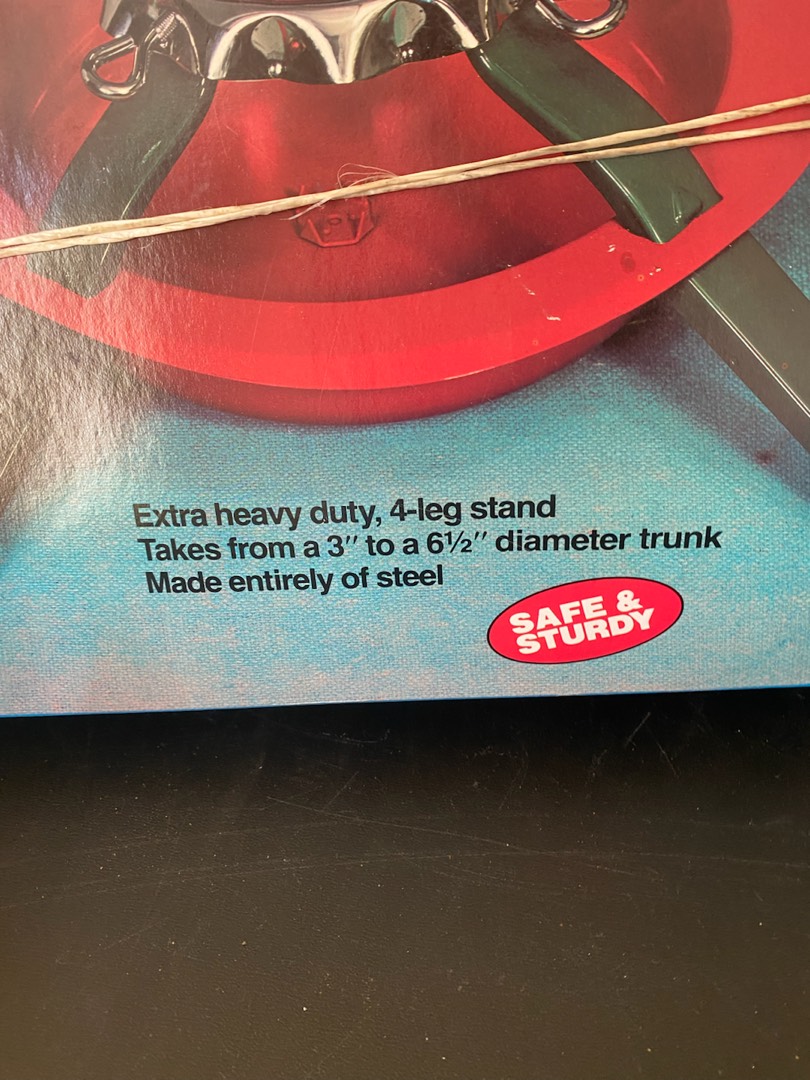 Extra heavy duty, 4-leg stand
Takes from a 3″ to a 6½″ diameter trunk
Made entirely of steel
SAFE &
STURDY